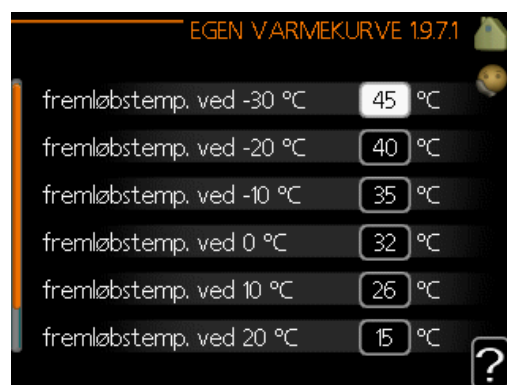 EGEN VARMEKURVE 1.9.7.1
fremløbstemp. ved -30 °C 45 °C
fremløbstemp. ved -20 °C 40 °C
fremløbstemp. ved -10 °C 35 °C
fremløbstemp. ved 0 °C 32 °C
fremløbstemp. ved 10 °C 26 °C
fremløbstemp. ved 20 °C 15 °C
?